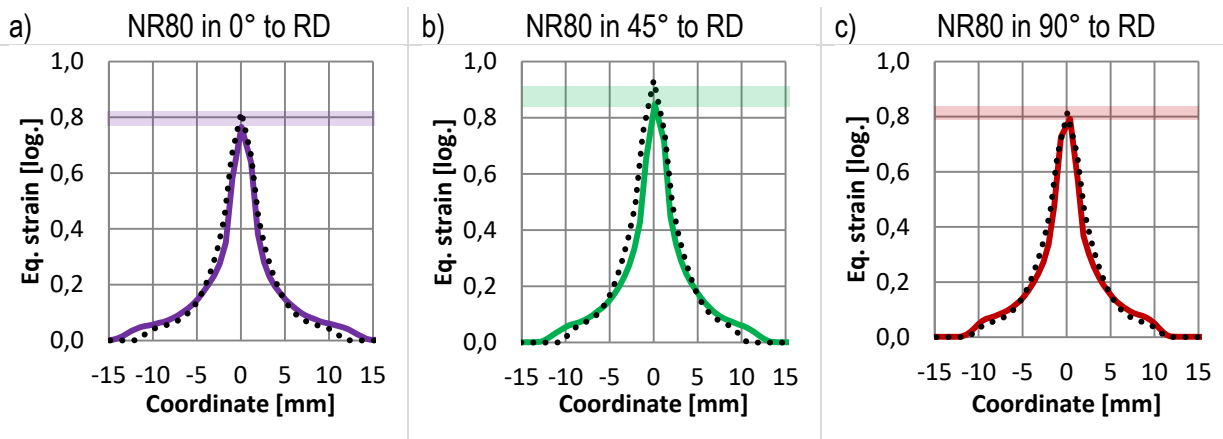 a) NR80 in 0° to RD
Eq. strain [log.]
1,0
0,8
0,6
0,4
0,2
0,0
-15 -10 -5 0 5 10 15
Coordinate [mm]
b) NR80 in 45° to RD
Eq. strain [log.]
1,0
0,8
0,6
0,4
0,2
0,0
-15 -10 -5 0 5 10 15
Coordinate [mm]
c) NR80 in 90° to RD
Eq. strain [log.]
1,0
0,8
0,6
0,4
0,2
0,0
-15 -10 -5 0 5 10 15
Coordinate [mm]